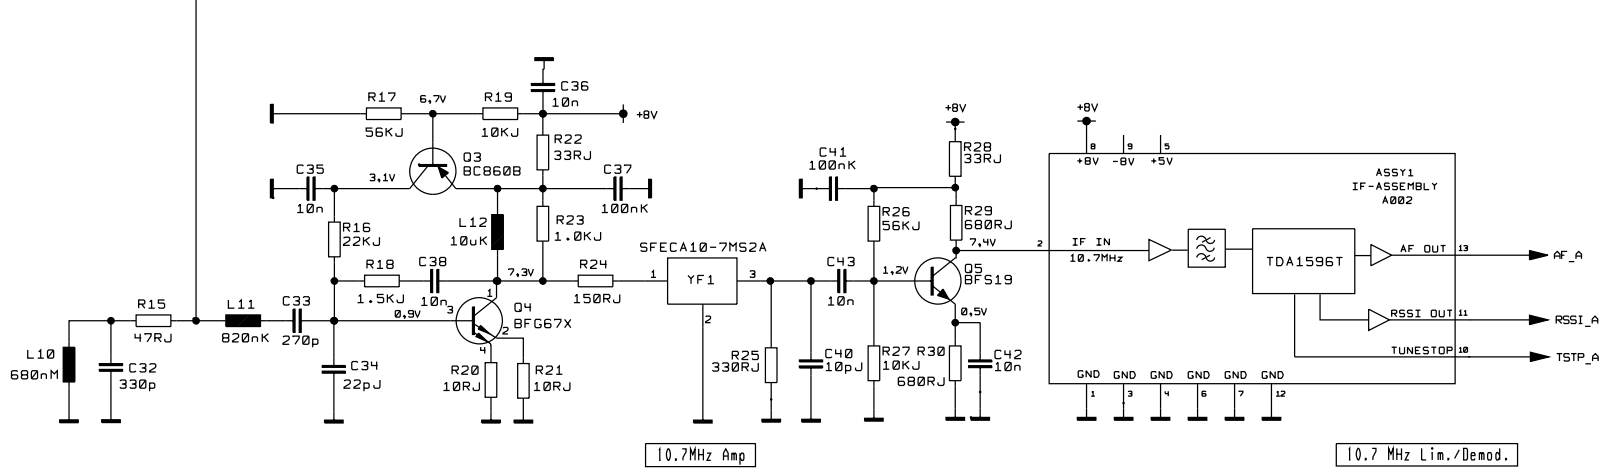 C36
10n
R17
56KJ
6,7V
R19
10KJ
+8V
R22
33RJ
Q3
BC860B
C35
10n
3,1V
C37
100nK
R16
22KJ
L12
10uK
R23
1.0KJ
R18
1.5KJ
C38
10n
7,3V
R24
150RJ
SFECA10-7MS2A
1
YF1
3
2
R15
47RJ
L11
820nK
C33
270p
0,9V
3
1
2
4
Q4
BFG67X
L10
680nM
C32
330p
C34
22pJ
R20
10RJ
R21
10RJ
R25
330RJ
C40
10pJ
C43
10n
C41
100nK
R26
56KJ
1,2V
R27
10KJ
R30
680RJ
+8V
R28
33RJ
R29
680RJ
7,4V
Q5
BFS19
0,5V
C42
10n
+8V
8
9
5
+8V
-8V
+5V
ASSY1
IF-ASSEMBLY
A002
2
IF IN
10.7MHz
TDA1596T
AF OUT
13
AF_A
RSSI OUT
11
RSSI_A
TUNESTOP
10
TSTP_A
GND GND GND GND GND GND
1 3 4 6 7 12
10.7MHz Amp
10.7 MHz Lim./Demod.